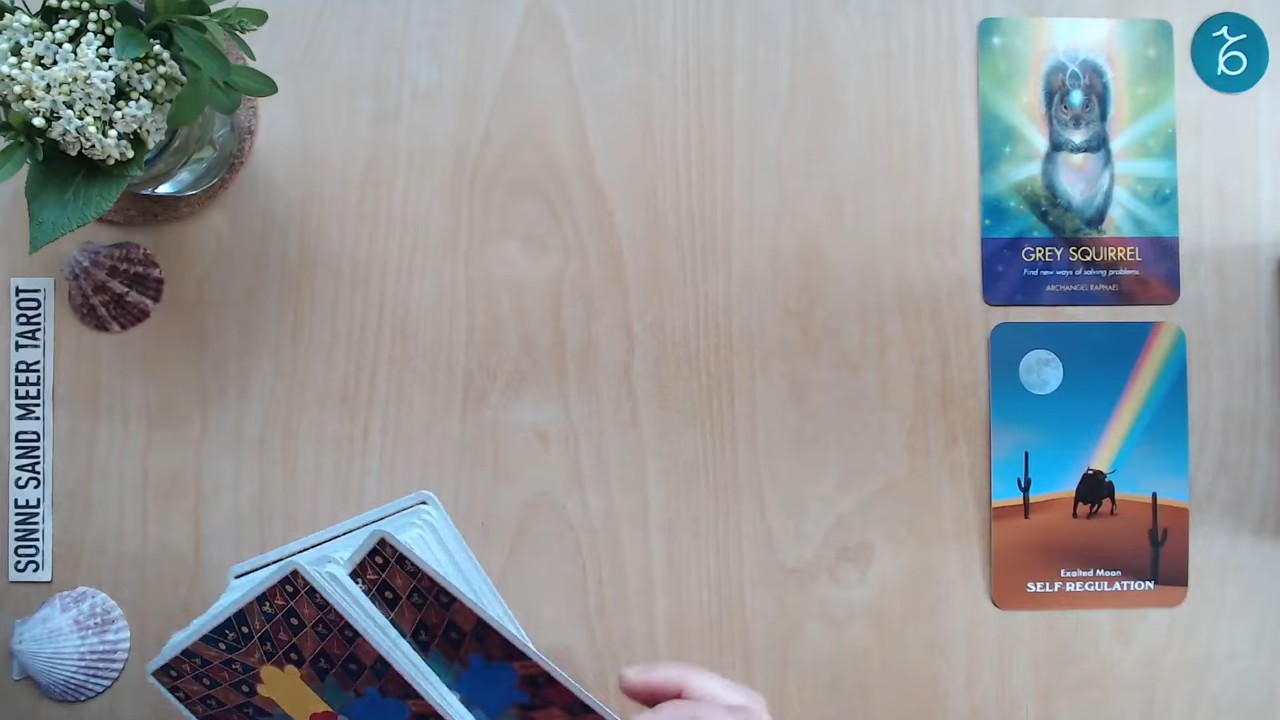 SONNE SAND MEER TAROT
GREY SQUIRREL
Find new ways of solving problems
ARCHANGEL RAPHAEL
Exalted Moon
SELF-REGULATION